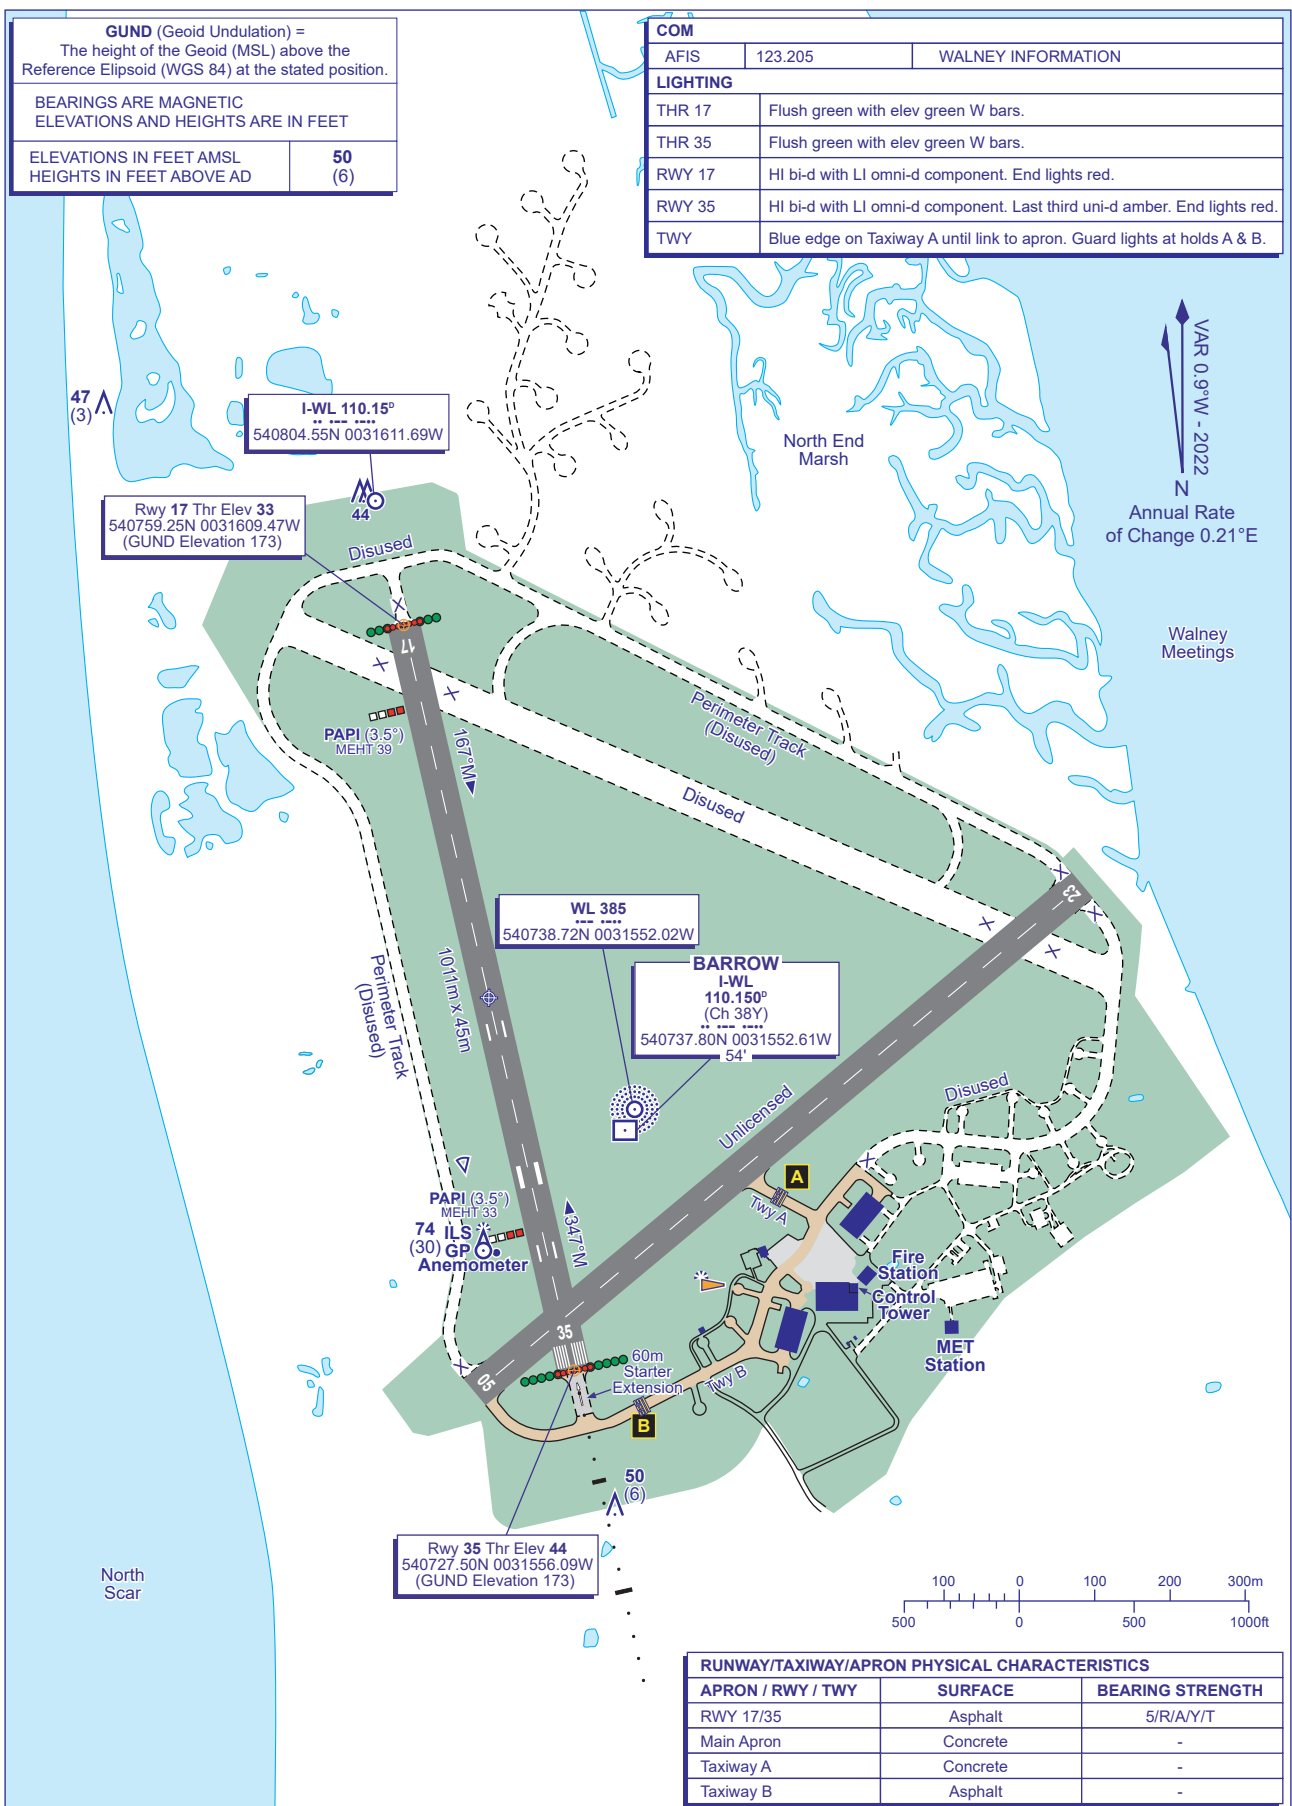 GUND (Geoid Undulation) =
The height of the Geoid (MSL) above the
Reference Elipsoid (WGS 84) at the stated position.
BEARINGS ARE MAGNETIC
ELEVATIONS AND HEIGHTS ARE IN FEET
ELEVATIONS IN FEET AMSL 50
HEIGHTS IN FEET ABOVE AD (6)
COM
AFIS 123.205 WALNEY INFORMATION
LIGHTING
THR 17 Flush green with elev green W bars.
THR 35 Flush green with elev green W bars.
RWY 17 HI bi-d with LI omni-d component. End lights red.
RWY 35 HI bi-d with LI omni-d component. Last third uni-d amber. End lights red.
TWY Blue edge on Taxiway A until link to apron. Guard lights at holds A & B.
VAR 0.9°W - 2022
N
Annual Rate
of Change 0.21°E
47
(3)
I-WL 110.15ᴰ
•• •−− •−••
540804.55N 0031611.69W
North End
Marsh
44
Rwy 17 Thr Elev 33
540759.25N 0031609.47W
(GUND Elevation 173)
Disused
Walney
Meetings
17
PAPI (3.5°)
MEHT 39
167°M
Perimeter Track
(Disused)
Disused
23
WL 385
•−− •−••
540738.72N 0031552.02W
BARROW
I-WL
110.150ᴰ
(Ch 38Y)
•• •−− •−••
540737.80N 0031552.61W
54'
1011m x 45m
Perimeter Track
(Disused)
Disused
Unlicensed
A
Twy A
PAPI (3.5°)
MEHT 33
74 ILS
(30) GP
Anemometer
347°M
Fire
Station
Control
Tower
MET
Station
35
05
60m
Starter
Extension
Twy B
B
50
(6)
Rwy 35 Thr Elev 44
540727.50N 0031556.09W
(GUND Elevation 173)
North
Scar
100 0 100 200 300m
500 0 500 1000ft
RUNWAY/TAXIWAY/APRON PHYSICAL CHARACTERISTICS
APRON / RWY / TWY SURFACE BEARING STRENGTH
RWY 17/35 Asphalt 5/R/A/Y/T
Main Apron Concrete -
Taxiway A Concrete -
Taxiway B Asphalt -